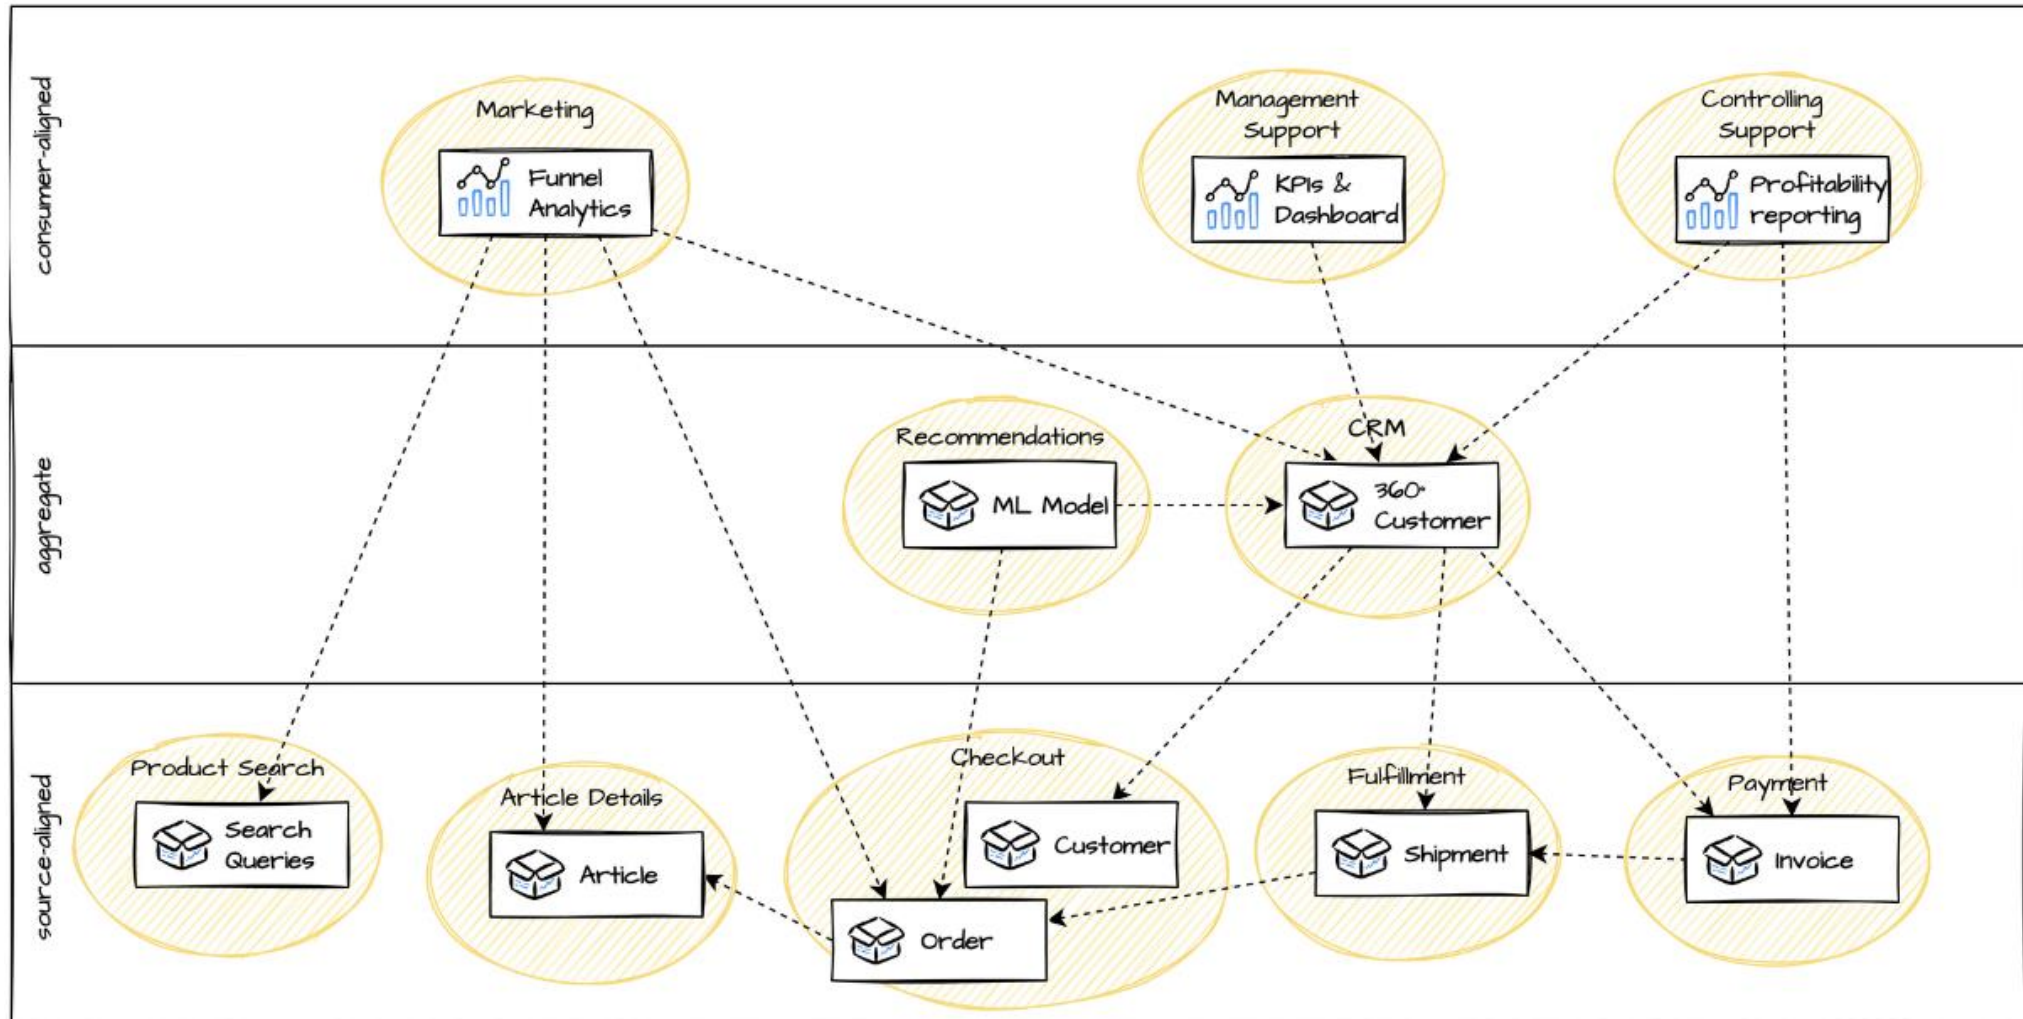 consumer-aligned
Marketing
Funnel
Analytics
Management
Support
KPIs &
Dashboard
Controlling
Support
Profitability
reporting
aggregate
Recommendations
ML Model
CRM
360°
Customer
source-aligned
Product Search
Search
Queries
Article Details
Article
Checkout
Customer
Order
Fulfillment
Shipment
Payment
Invoice